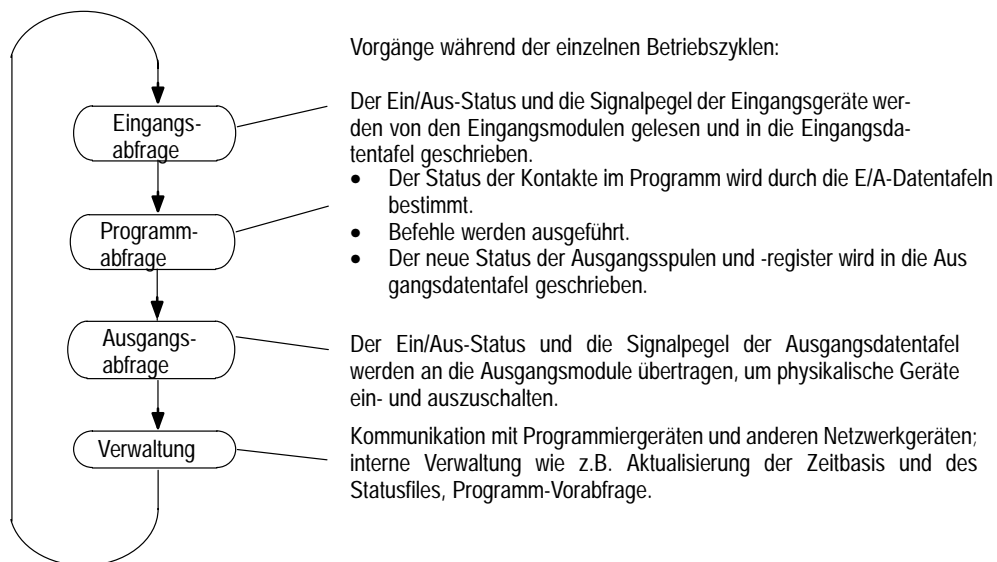 Vorgänge während der einzelnen Betriebszyklen:
Eingangs-
abfrage
Der Ein/Aus-Status und die Signalpegel der Eingangsgeräte wer-
den von den Eingangsmodulen gelesen und in die Eingangsda-
tentafel geschrieben.
Programm-
abfrage
• Der Status der Kontakte im Programm wird durch die E/A-Datentafeln
bestimmt.
• Befehle werden ausgeführt.
• Der neue Status der Ausgangsspulen und -register wird in die Aus
gangsdatentafel geschrieben.
Ausgangs-
abfrage
Der Ein/Aus-Status und die Signalpegel der Ausgangsdatentafel
werden an die Ausgangsmodule übertragen, um physikalische Geräte
ein- und auszuschalten.
Verwaltung
Kommunikation mit Programmiergeräten und anderen Netzwerkgeräten;
interne Verwaltung wie z.B. Aktualisierung der Zeitbasis und des
Statusfiles, Programm-Vorabfrage.